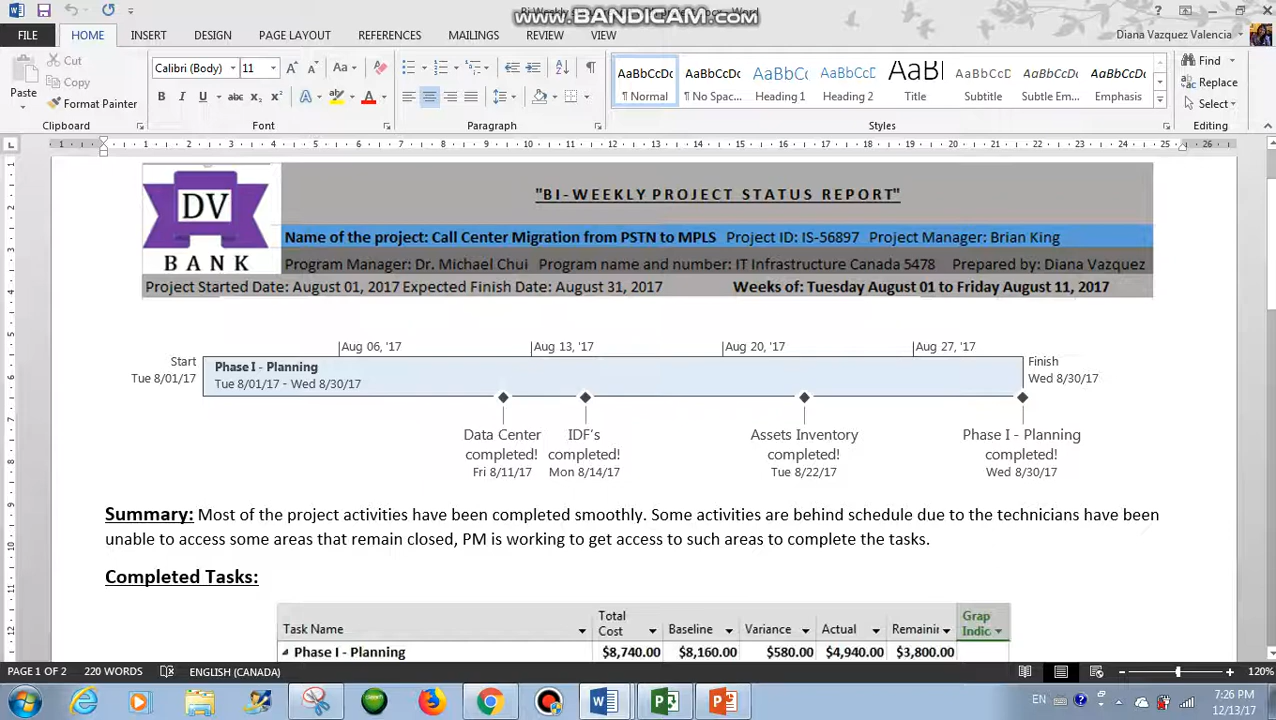 WWW.BANDICAM.COM
Word
Diana Vazquez Valencia
FILE HOME INSERT DESIGN PAGE LAYOUT REFERENCES MAILINGS REVIEW VIEW
Cut
Copy
Format Painter
Paste
Clipboard
Calibri (Body) 11
Font
Paragraph
AaBbCcDc AaBbCcDc AaBbCc AaBbCcC AaBI AaBbCcD AaBbCcDc AaBbCcDc
¶ Normal ¶ No Spac... Heading 1 Heading 2 Title Subtitle Subtle Em... Emphasis
Styles
Find
Replace
Select
Editing
DV
BANK
"BI-WEEKLY PROJECT STATUS REPORT"
Name of the project: Call Center Migration from PSTN to MPLS Project ID: IS-56897 Project Manager: Brian King
Program Manager: Dr. Michael Chui Program name and number: IT Infrastructure Canada 5478 Prepared by: Diana Vazquez
Project Started Date: August 01, 2017 Expected Finish Date: August 31, 2017 Weeks of: Tuesday August 01 to Friday August 11, 2017
Aug 06, '17 Aug 13, '17 Aug 20, '17 Aug 27, '17
Start
Tue 8/01/17
Phase I - Planning
Tue 8/01/17 - Wed 8/30/17
Finish
Wed 8/30/17
Data Center
completed!
Fri 8/11/17
IDF's
completed!
Mon 8/14/17
Assets Inventory
completed!
Tue 8/22/17
Phase I - Planning
completed!
Wed 8/30/17
Summary: Most of the project activities have been completed smoothly. Some activities are behind schedule due to the technicians have been
unable to access some areas that remain closed, PM is working to get access to such areas to complete the tasks.
Completed Tasks:
Task Name Total Cost Baseline Variance Actual Remainii Grap Indic
Phase I - Planning $8,740.00 $8,160.00 $580.00 $4,940.00 $3,800.00
PAGE 1 OF 2 220 WORDS ENGLISH (CANADA) 120%
EN 7:26 PM
12/13/17